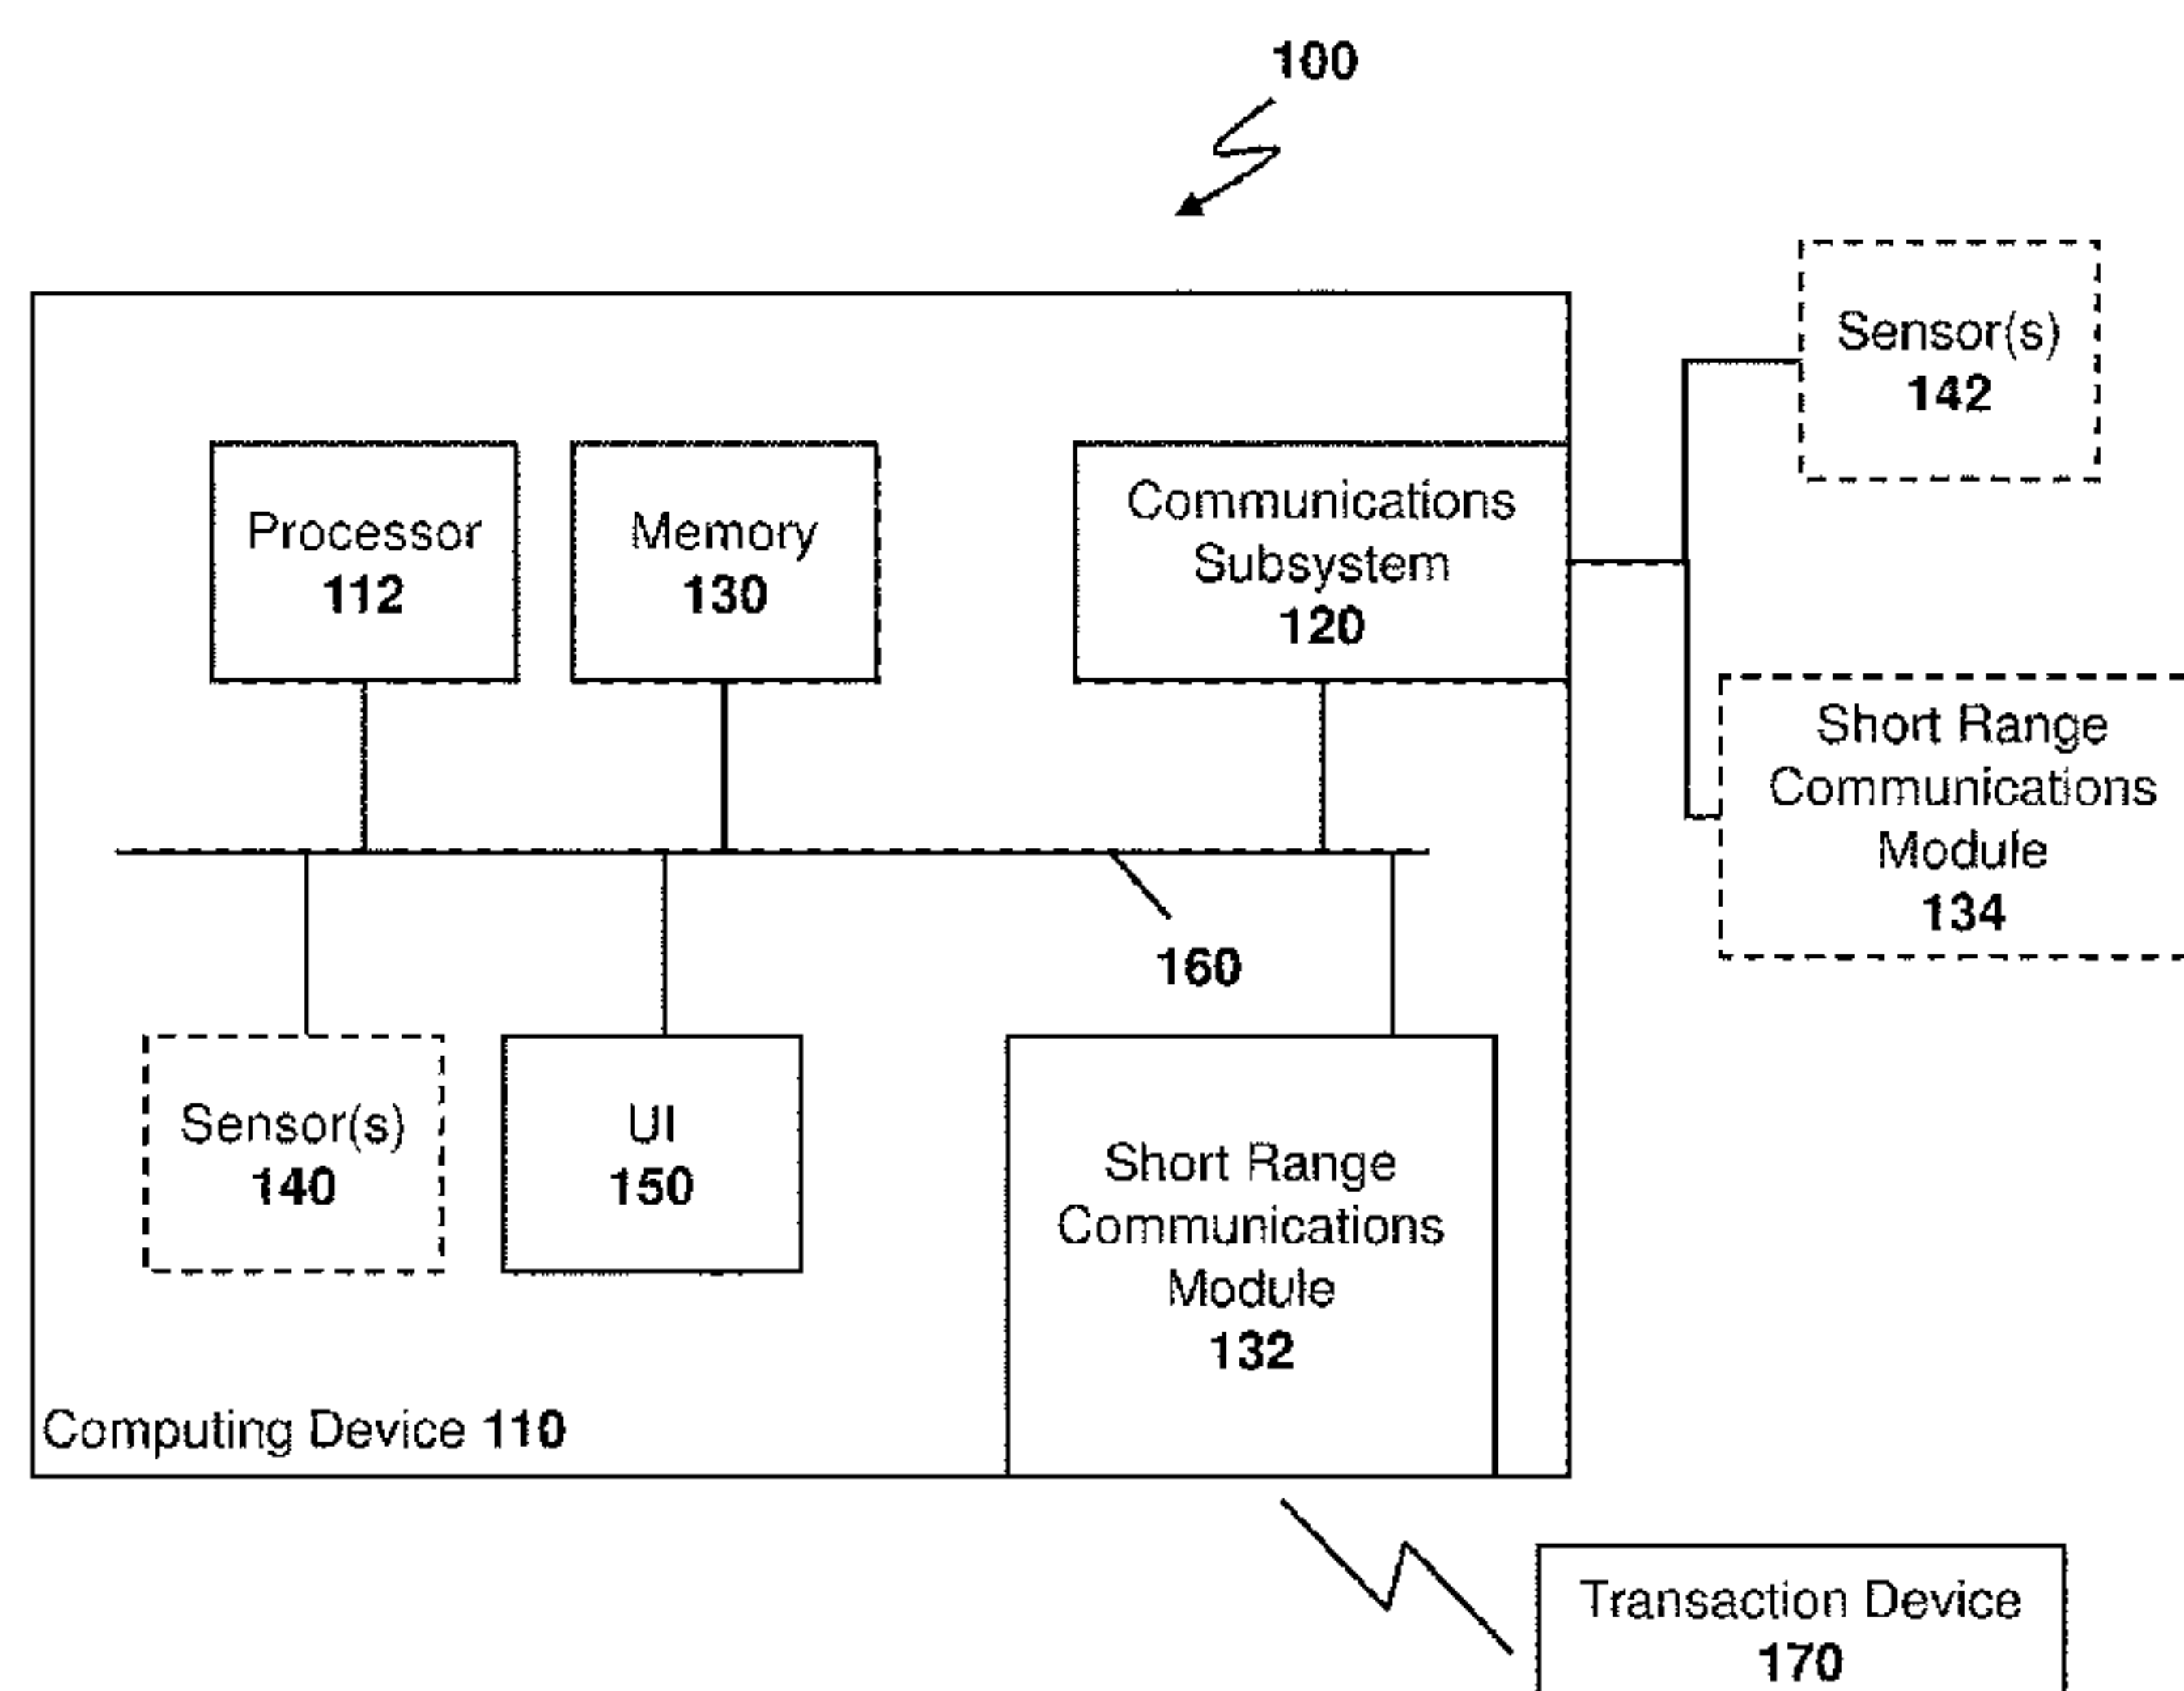 100
Sensor(s)
142
Processor
112
Memory
130
Communications
Subsystem
120
Short Range
Communications
Module
134
160
Sensor(s)
140
UI
150
Short Range
Communications
Module
132
Computing Device 110
Transaction Device
170